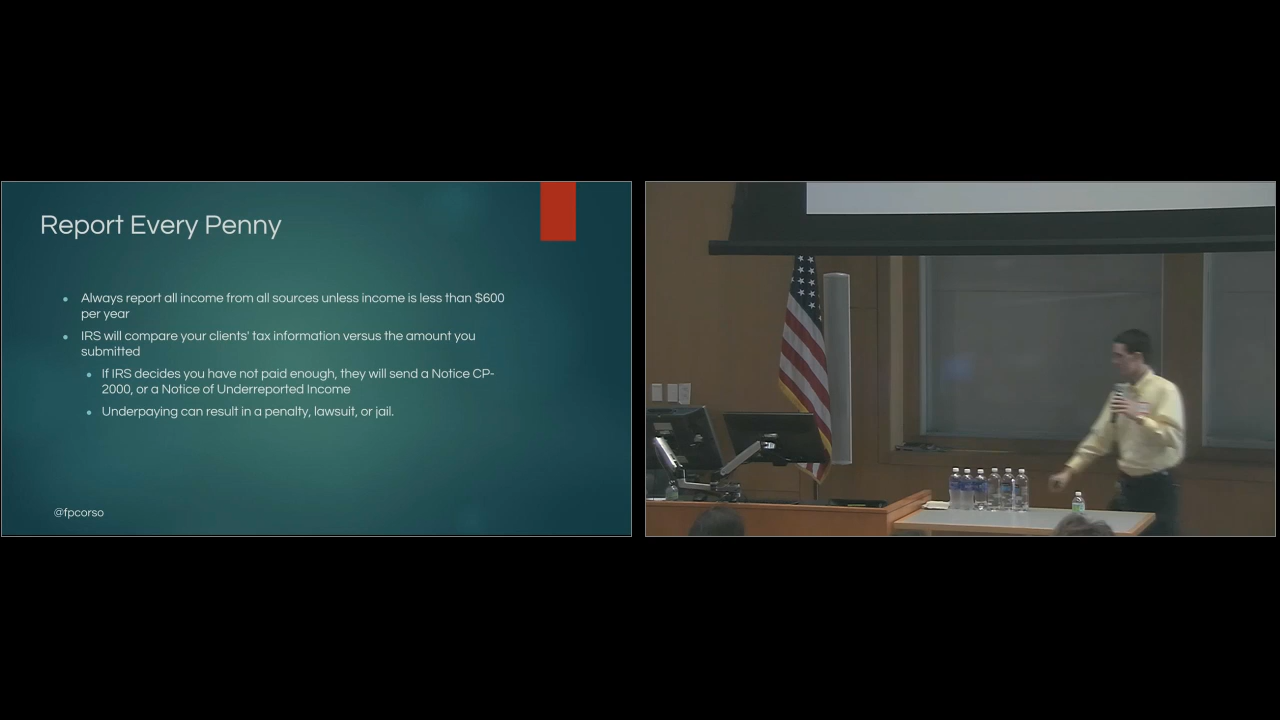 Report Every Penny
Always report all income from all sources unless income is less than $600
per year
IRS will compare your clients' tax information versus the amount you
submitted
If IRS decides you have not paid enough, they will send a Notice CP-
2000, or a Notice of Underreported Income
Underpaying can result in a penalty, lawsuit, or jail.
@fpcorso